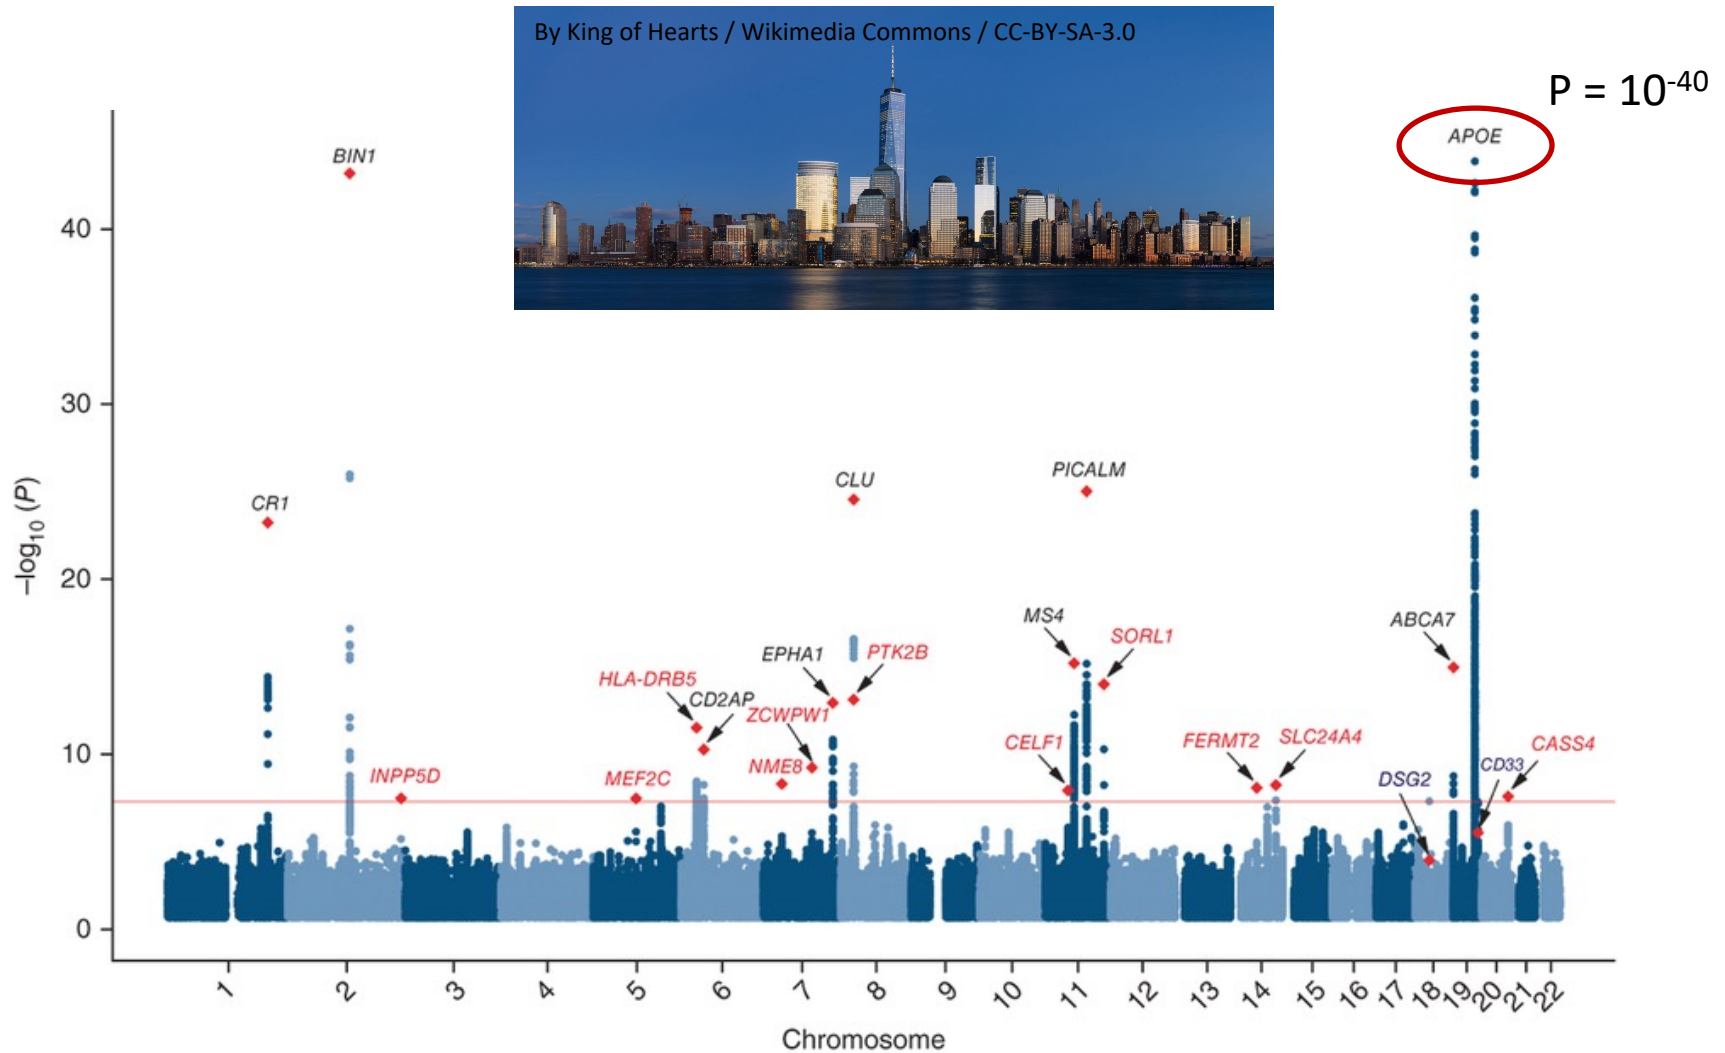 By King of Hearts / Wikimedia Commons / CC-BY-SA-3.0
P = 10⁻⁴⁰
APOE
BIN1
40
30
CLU
PICALM
CR1
–log₁₀ (P)
20
MS4
ABCA7
SORL1
EPHA1
PTK2B
HLA-DRB5
CD2AP
ZCWPW1
CELF1
FERMT2
SLC24A4
CASS4
10
INPP5D
MEF2C
NME8
DSG2
CD33
0
1 2 3 4 5 6 7 8 9 10 11 12 13 14 15 16 17 18 19 20 21 22
Chromosome